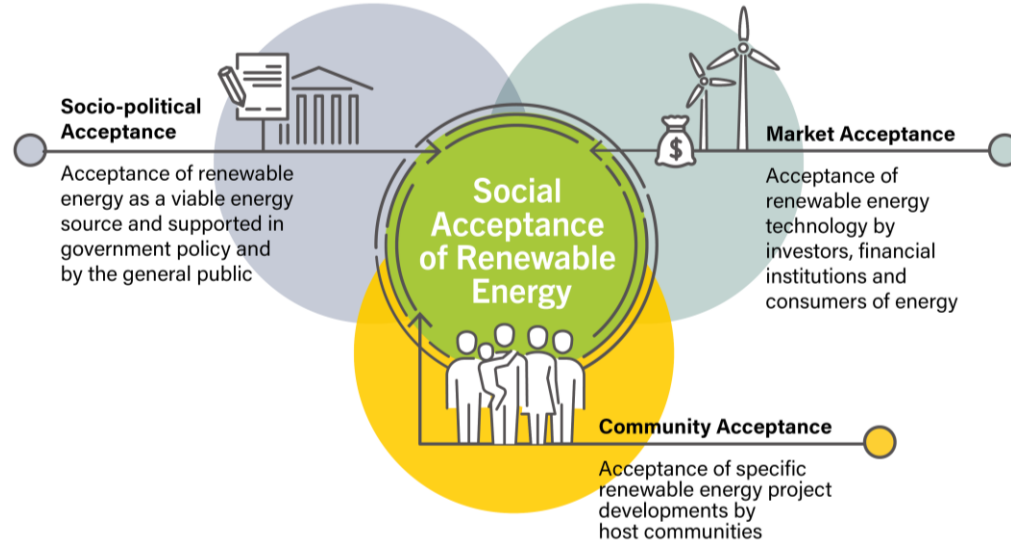 Socio-political
Acceptance
Acceptance of renewable
energy as a viable energy
source and supported in
government policy and
by the general public
Social
Acceptance
of Renewable
Energy
$
Market Acceptance
Acceptance of
renewable energy
technology by
investors, financial
institutions and
consumers of energy
Community Acceptance
Acceptance of specific
renewable energy project
developments by
host communities